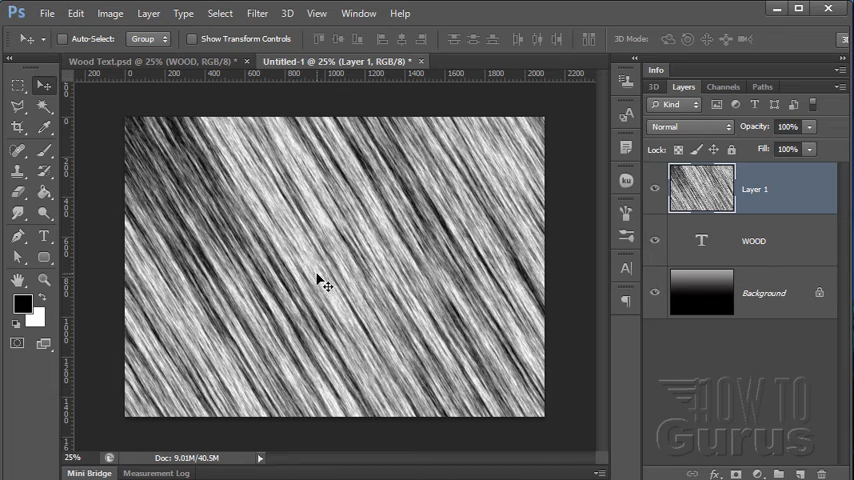 Ps File Edit Image Layer Type Select Filter 3D View Window Help
Auto-Select: Group Show Transform Controls 3D Mode:
Wood Text.psd @ 25% (WOOD, RGB/8) * × Untitled-1 @ 25% (Layer 1, RGB/8) * ×
200 0 200 400 600 800 1000 1200 1400 1600 1800 2000 2200
Info
3D Layers Channels Paths
Kind
Normal Opacity: 100%
Lock: Fill: 100%
Layer 1
T WOOD
Background
ku
A
HOW TO
Gurus
25% Doc: 9.01M/40.5M
Mini Bridge Measurement Log
fx